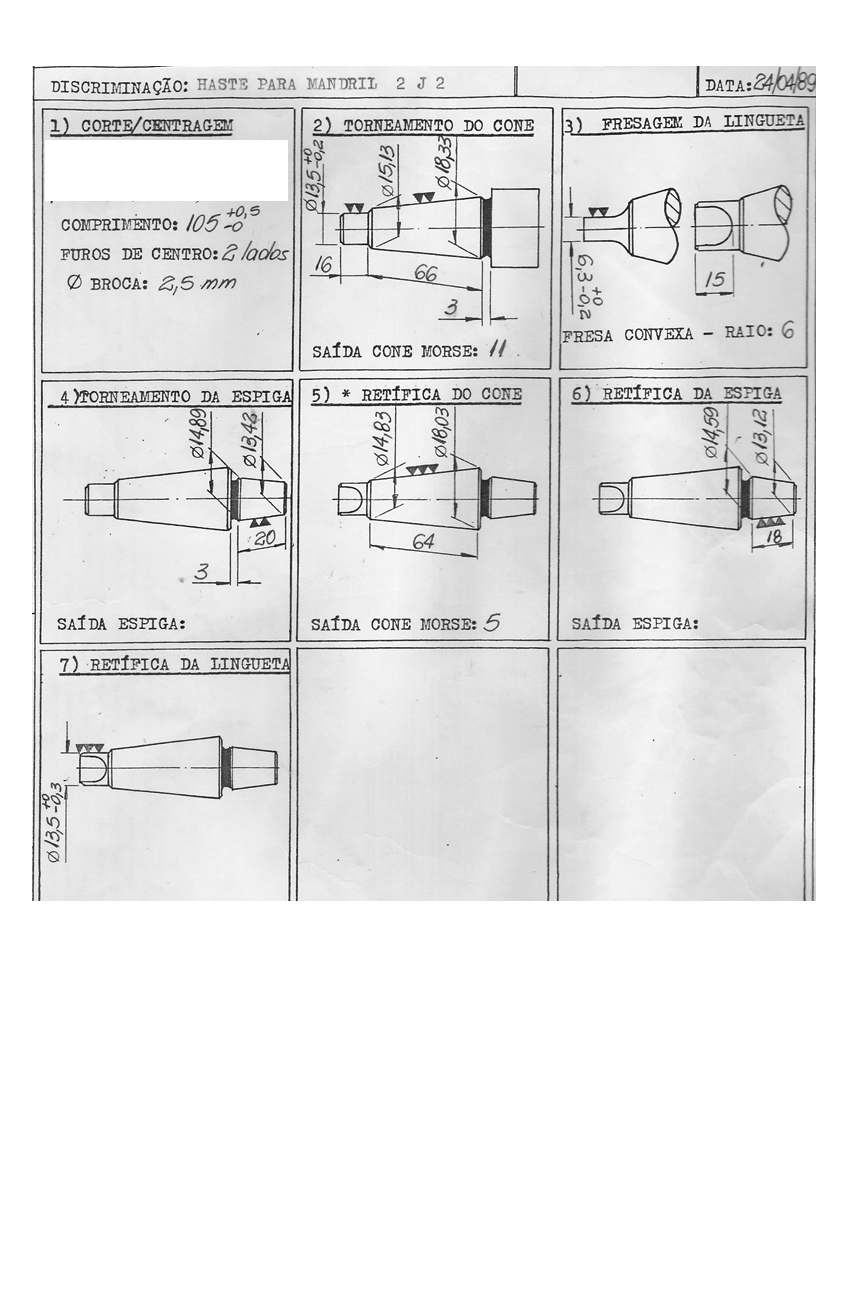 DISCRIMINAÇÃO: HASTE PARA MANDRIL 2 J 2
DATA: 24/04/89
1) CORTE/CENTRAGEM
COMPRIMENTO: 105 +0,5 -0
FUROS DE CENTRO: 2 lados
Ø BROCA: 2,5 mm
2) TORNEAMENTO DO CONE
Ø13,5 +0 -0,2
Ø15,13
Ø18,33
16
66
3
SAÍDA CONE MORSE: 11
3) FRESAGEM DA LINGUETA
6,3 +0 -0,2
15
FRESA CONVEXA - RAIO: 6
4) TORNEAMENTO DA ESPIGA
Ø14,89
Ø13,42
20
3
SAÍDA ESPIGA:
5) * RETÍFICA DO CONE
Ø14,83
Ø18,03
64
SAÍDA CONE MORSE: 5
6) RETÍFICA DA ESPIGA
Ø14,59
Ø13,12
18
SAÍDA ESPIGA:
7) RETÍFICA DA LINGUETA
Ø13,5 +0 -0,3